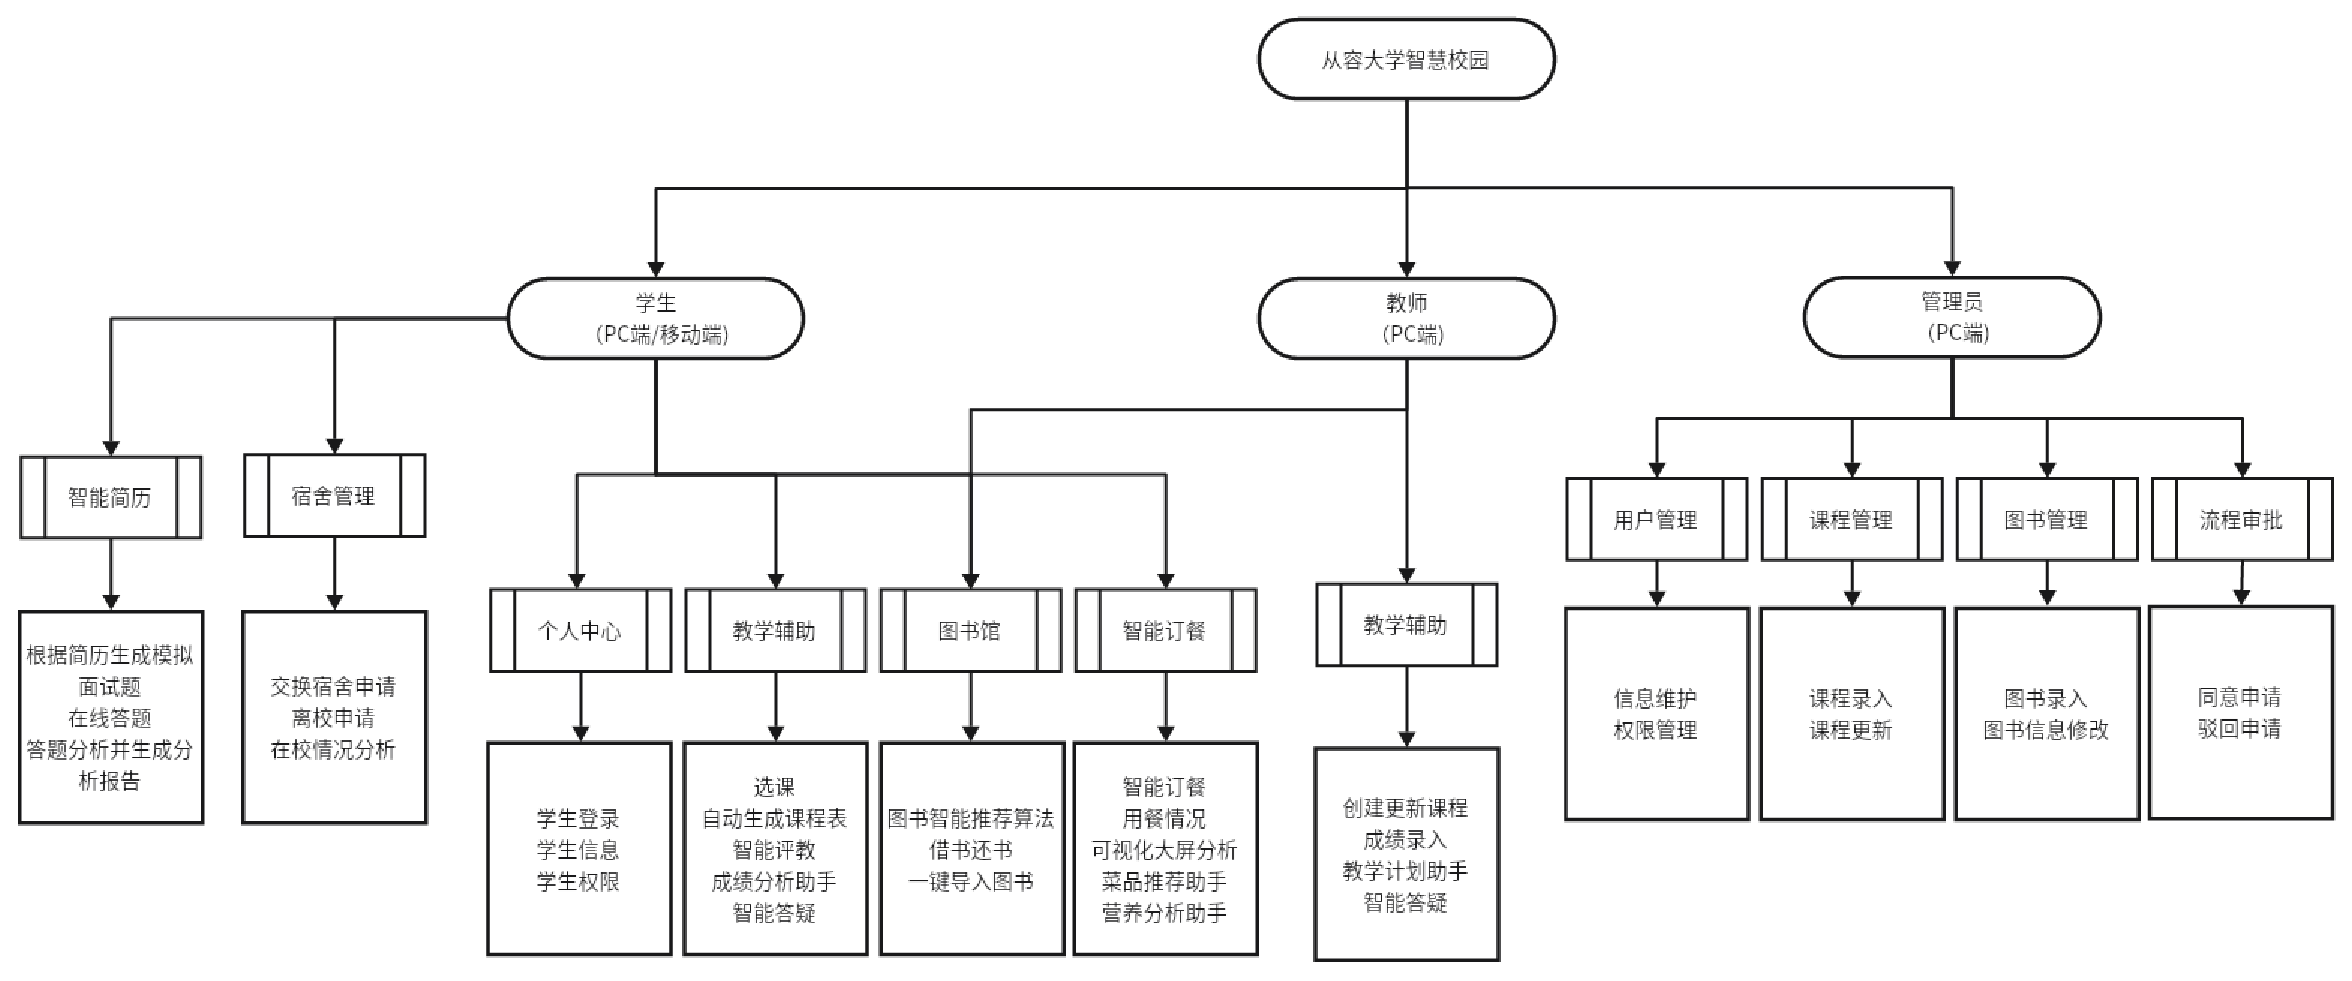 从容大学智慧校园
学生
(PC端/移动端)
教师
(PC端)
管理员
(PC端)
智能简历
宿舍管理
用户管理
课程管理
图书管理
流程审批
个人中心
教学辅助
图书馆
智能订餐
教学辅助
根据简历生成模拟
面试题
在线答题
答题分析并生成分
析报告
交换宿舍申请
离校申请
在校情况分析
学生登录
学生信息
学生权限
选课
自动生成课程表
智能评教
成绩分析助手
智能答疑
图书智能推荐算法
借书还书
一键导入图书
智能订餐
用餐情况
可视化大屏分析
菜品推荐助手
营养分析助手
创建更新课程
成绩录入
教学计划助手
智能答疑
信息维护
权限管理
课程录入
课程更新
图书录入
图书信息修改
同意申请
驳回申请